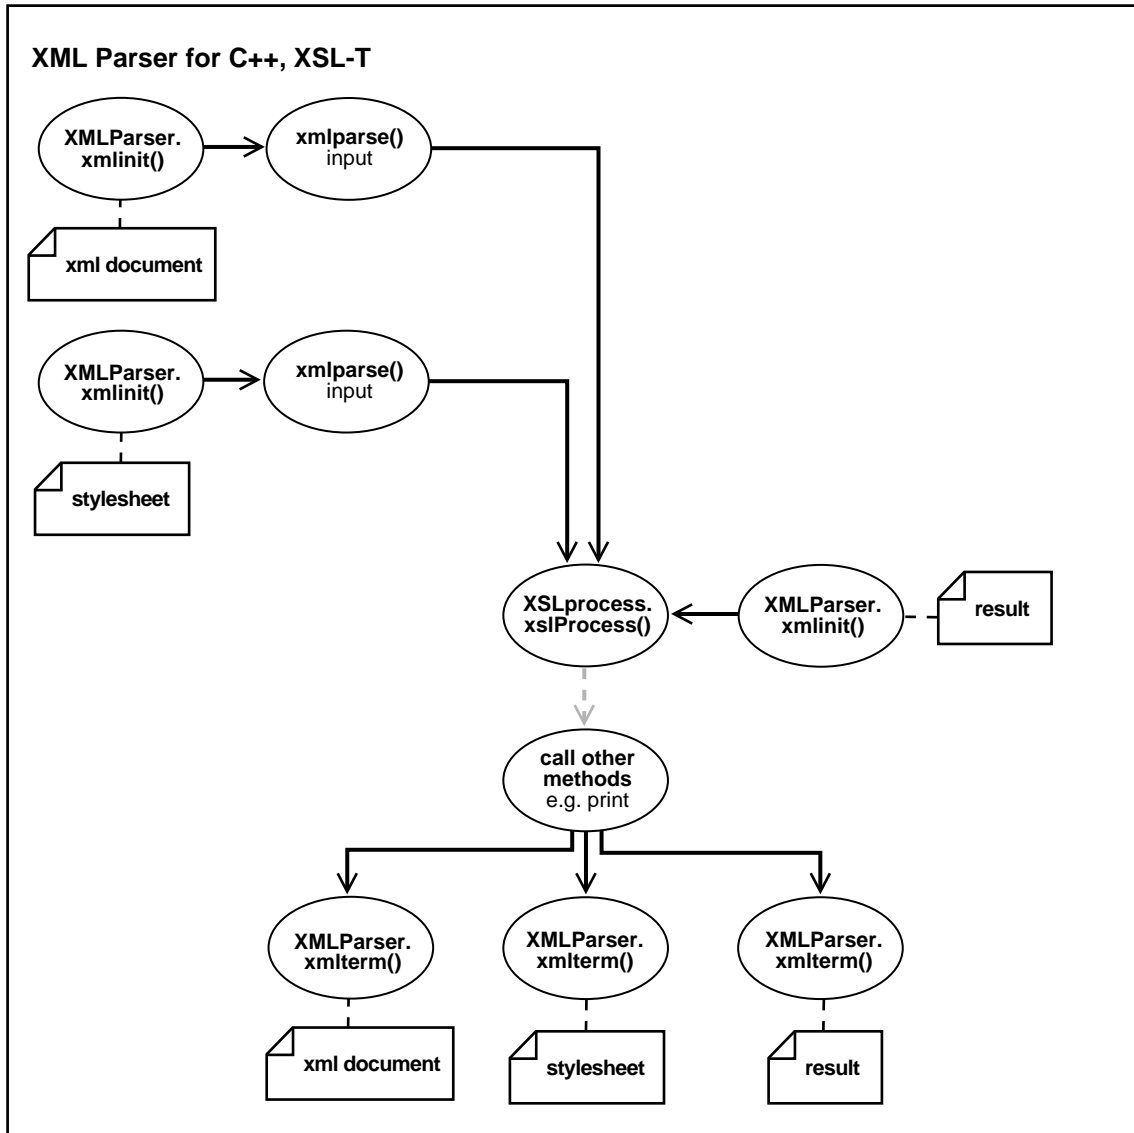 XML Parser for C++, XSL-T
XMLParser.
xmlinit()
xmlparse()
input
xml document
XMLParser.
xmlinit()
xmlparse()
input
stylesheet
XSLprocess.
xslProcess()
XMLParser.
xmlinit()
result
call other
methods
e.g. print
XMLParser.
xmlterm()
XMLParser.
xmlterm()
XMLParser.
xmlterm()
xml document
stylesheet
result